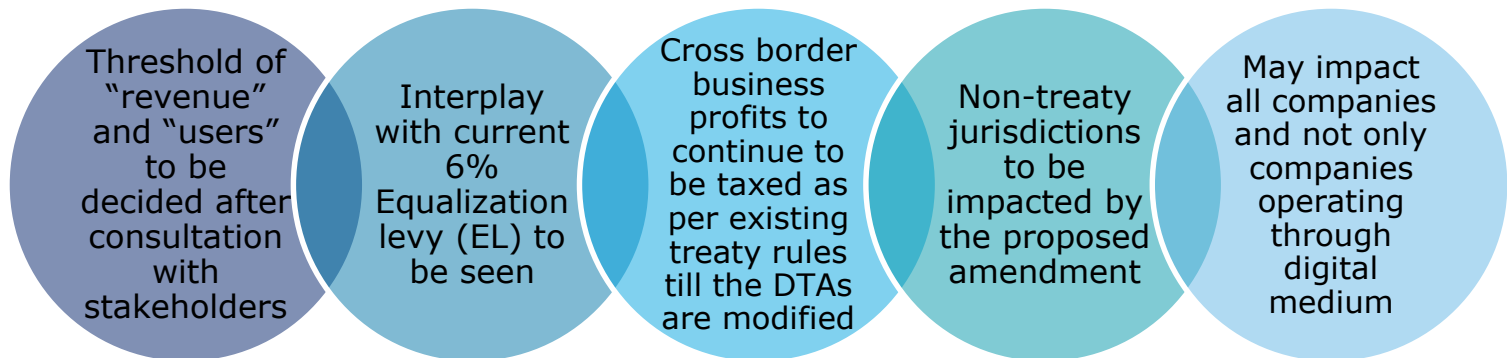 Threshold of
“revenue”
and “users”
to be
decided after
consultation
with
stakeholders
Interplay
with current
6%
Equalization
levy (EL) to
be seen
Cross border
business
profits to
continue to
be taxed as
per existing
treaty rules
till the DTAs
are modified
Non-treaty
jurisdictions
to be
impacted by
the proposed
amendment
May impact
all companies
and not only
companies
operating
through
digital
medium